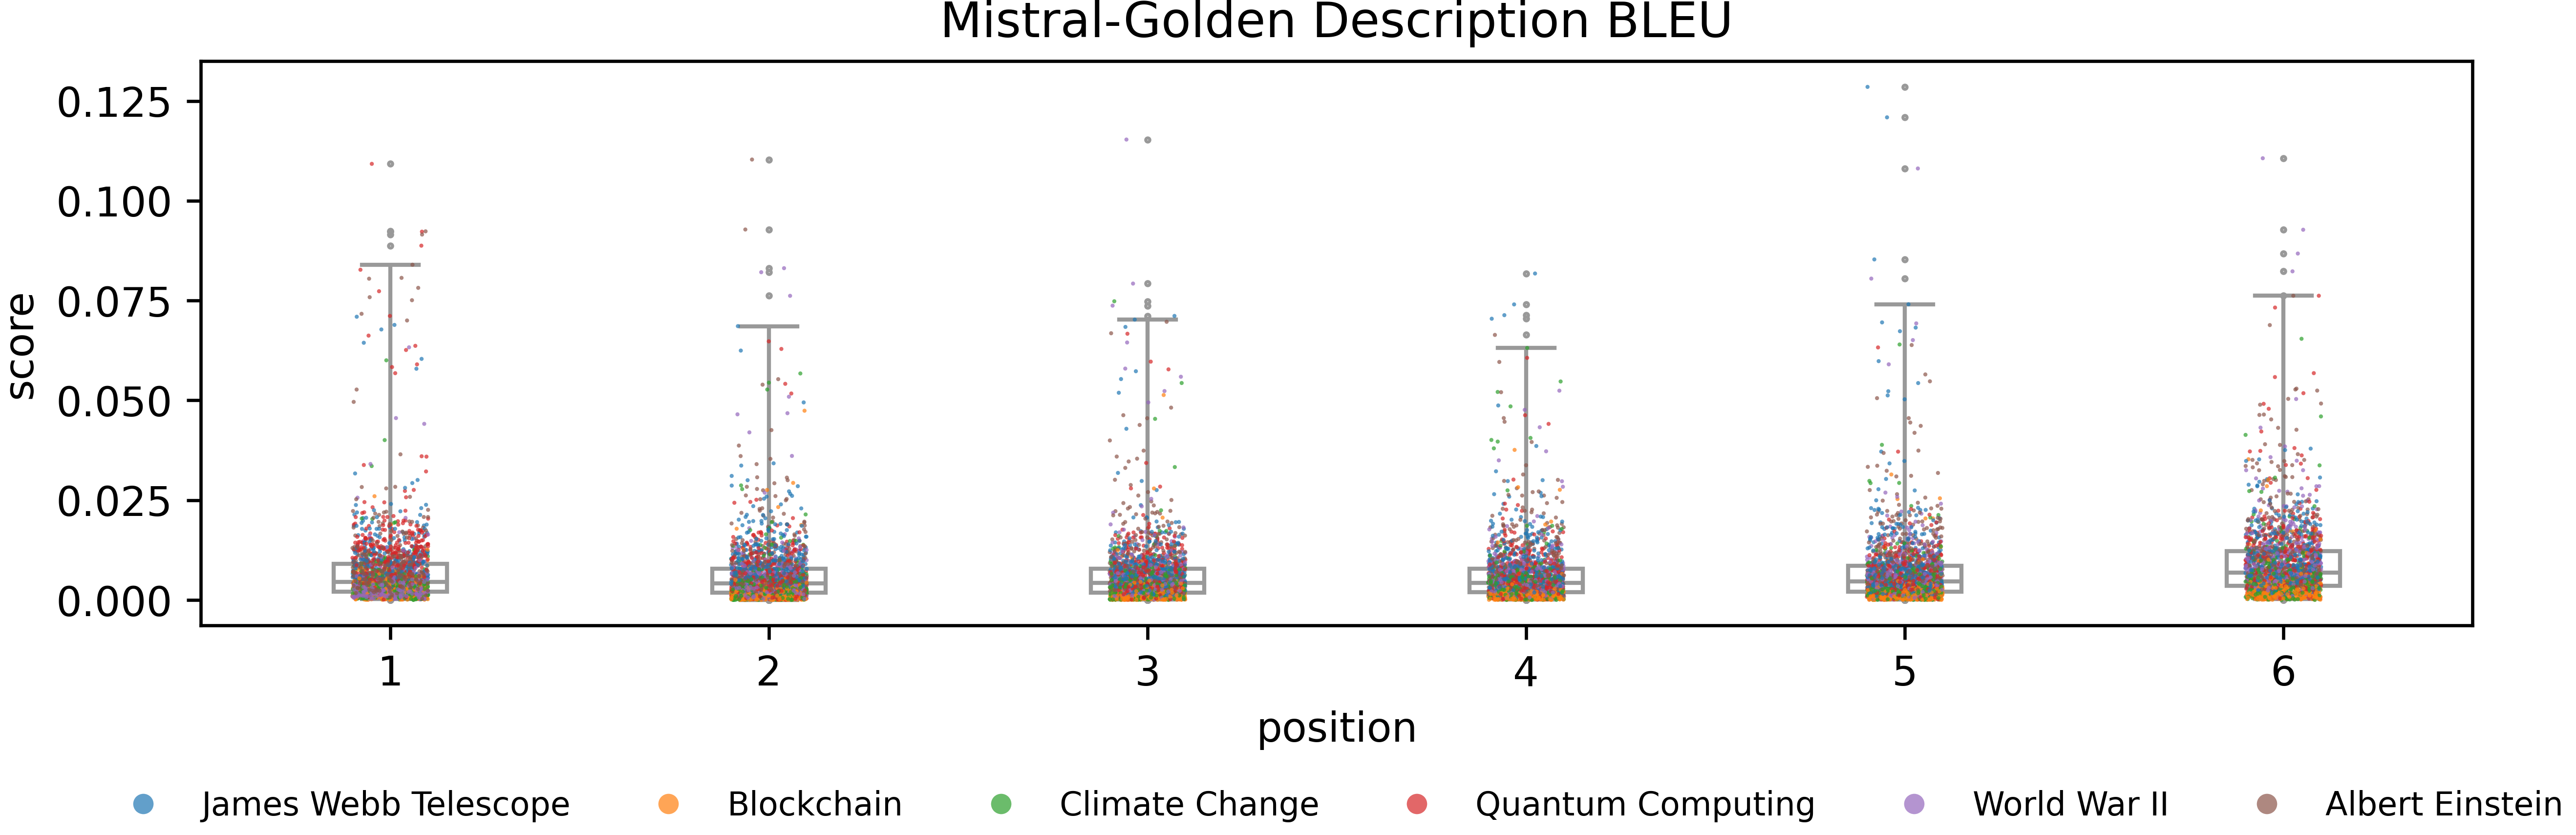 Mistral-Golden Description BLEU
score
0.125
0.100
0.075
0.050
0.025
0.000
1 2 3 4 5 6
position
James Webb Telescope Blockchain Climate Change Quantum Computing World War II Albert Einstein